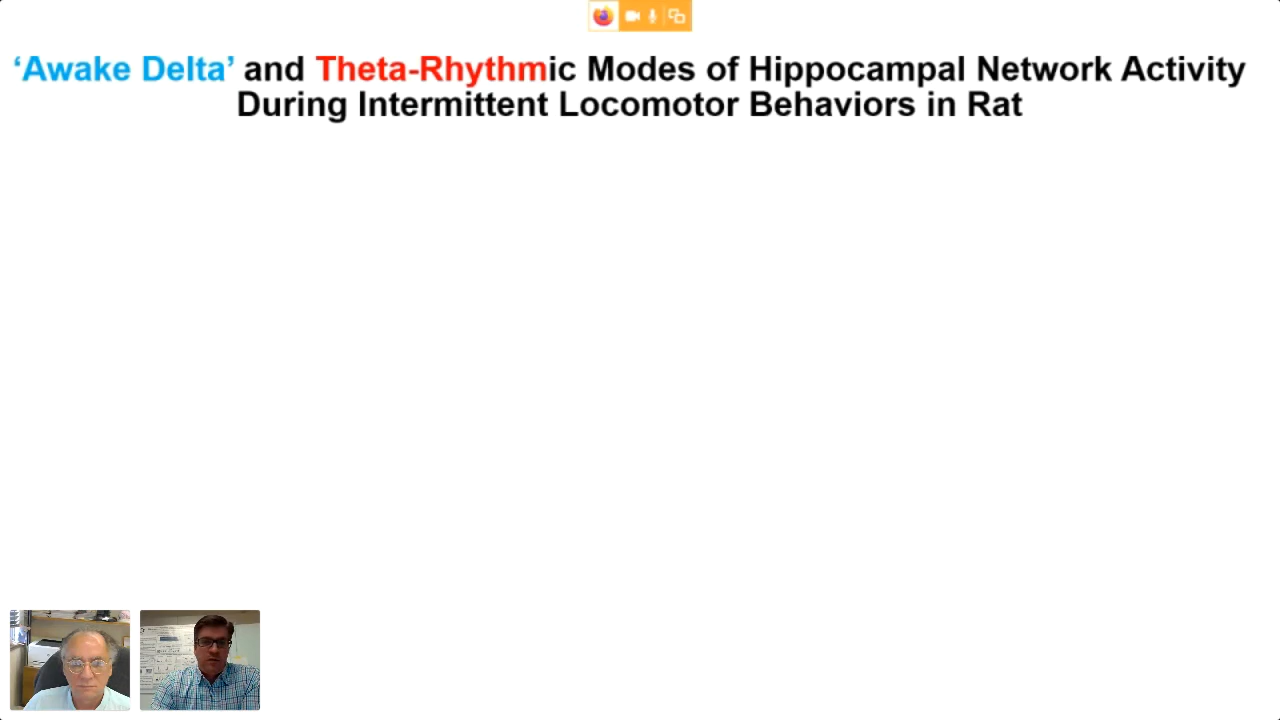 ‘Awake Delta’ and Theta-Rhythmic Modes of Hippocampal Network Activity
During Intermittent Locomotor Behaviors in Rat